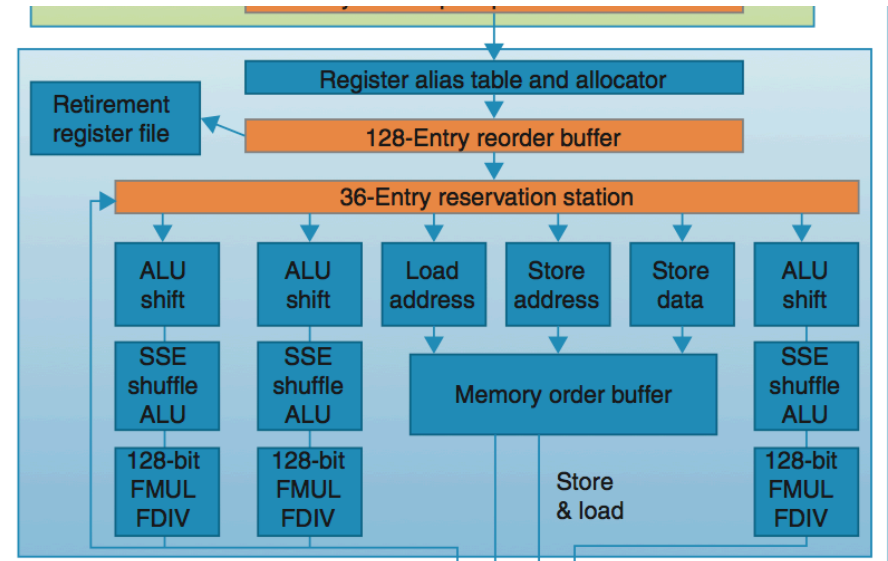 Register alias table and allocator
Retirement
register file
128-Entry reorder buffer
36-Entry reservation station
ALU
shift
ALU
shift
Load
address
Store
address
Store
data
ALU
shift
SSE
shuffle
ALU
SSE
shuffle
ALU
Memory order buffer
SSE
shuffle
ALU
128-bit
FMUL
FDIV
128-bit
FMUL
FDIV
Store
& load
128-bit
FMUL
FDIV